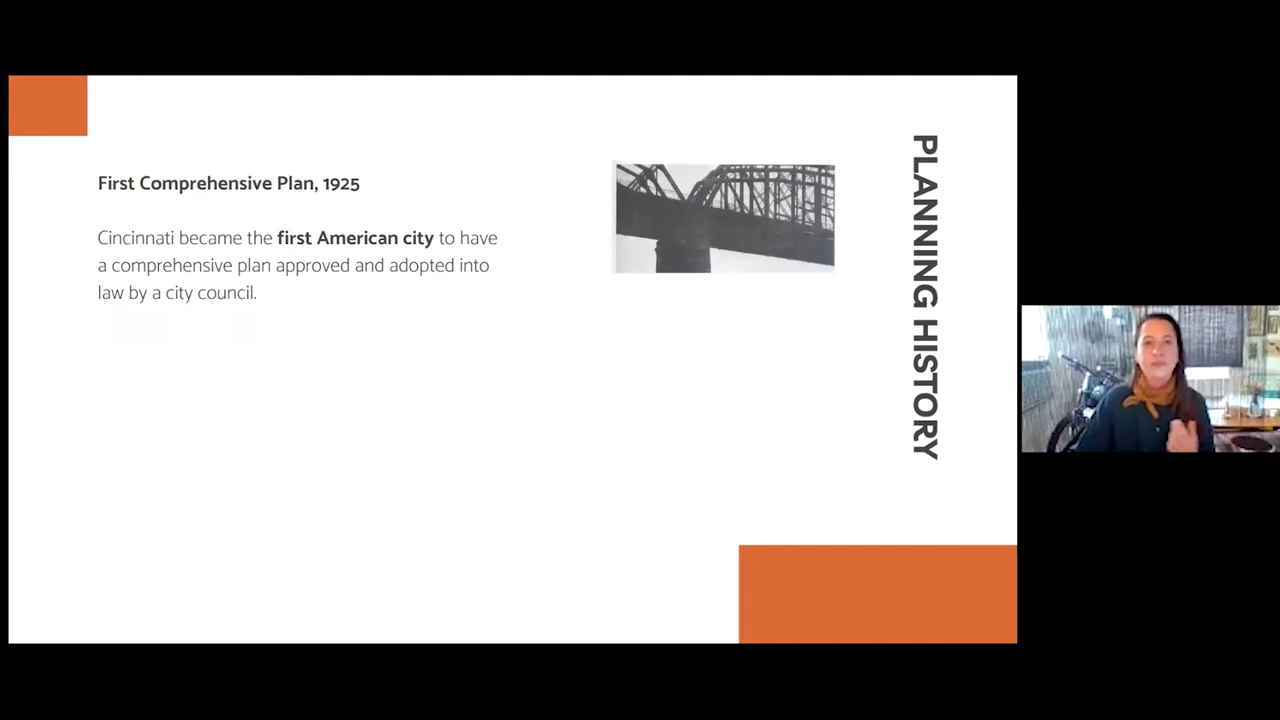 First Comprehensive Plan, 1925
Cincinnati became the first American city to have
a comprehensive plan approved and adopted into
law by a city council.
PLANNING HISTORY